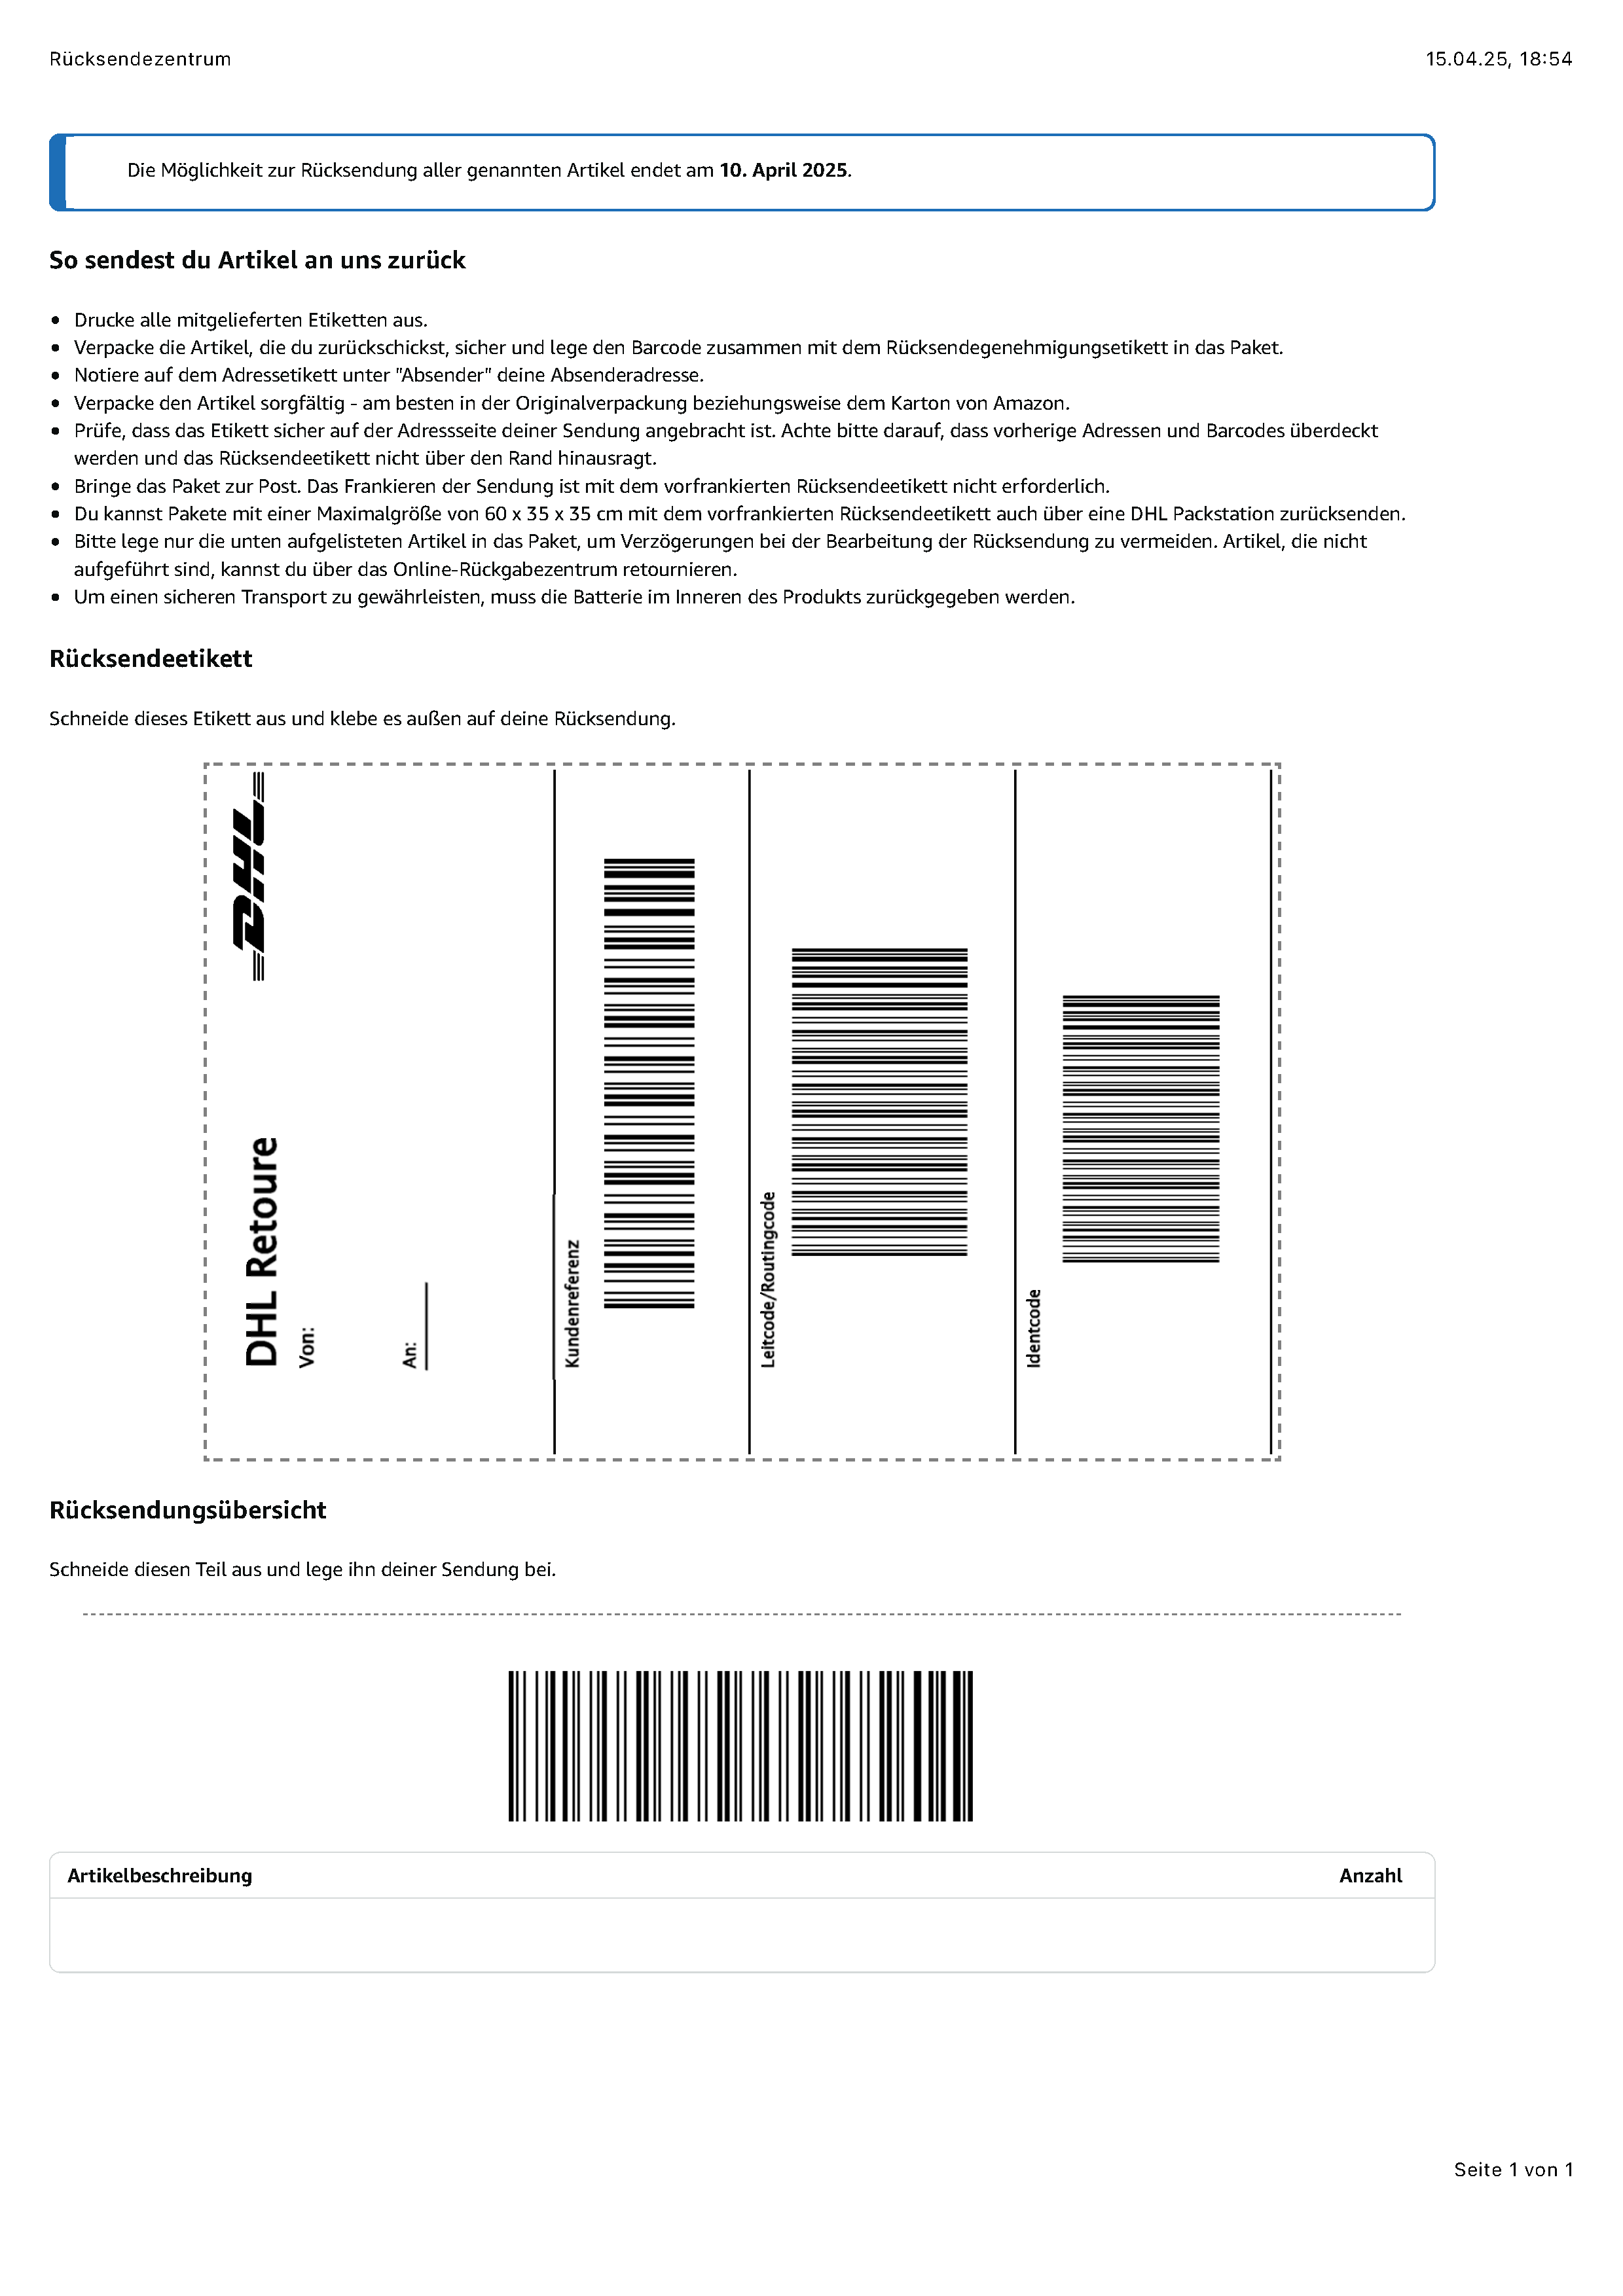 Rücksendezentrum
15.04.25, 18:54
Die Möglichkeit zur Rücksendung aller genannten Artikel endet am 10. April 2025.
So sendest du Artikel an uns zurück
• Drucke alle mitgelieferten Etiketten aus.
• Verpacke die Artikel, die du zurückschickst, sicher und lege den Barcode zusammen mit dem Rücksendegenehmigungsetikett in das Paket.
• Notiere auf dem Adressetikett unter "Absender" deine Absenderadresse.
• Verpacke den Artikel sorgfältig - am besten in der Originalverpackung beziehungsweise dem Karton von Amazon.
• Prüfe, dass das Etikett sicher auf der Adressseite deiner Sendung angebracht ist. Achte bitte darauf, dass vorherige Adressen und Barcodes überdeckt
werden und das Rücksendeetikett nicht über den Rand hinausragt.
• Bringe das Paket zur Post. Das Frankieren der Sendung ist mit dem vorfrankierten Rücksendeetikett nicht erforderlich.
• Du kannst Pakete mit einer Maximalgröße von 60 x 35 x 35 cm mit dem vorfrankierten Rücksendeetikett auch über eine DHL Packstation zurücksenden.
• Bitte lege nur die unten aufgelisteten Artikel in das Paket, um Verzögerungen bei der Bearbeitung der Rücksendung zu vermeiden. Artikel, die nicht
aufgeführt sind, kannst du über das Online-Rückgabezentrum retournieren.
• Um einen sicheren Transport zu gewährleisten, muss die Batterie im Inneren des Produkts zurückgegeben werden.
Rücksendeetikett
Schneide dieses Etikett aus und klebe es außen auf deine Rücksendung.
DHL Retoure
DHL
Von:
An:
Kundenreferenz
Leitcode/Routingcode
Identcode
Rücksendungsübersicht
Schneide diesen Teil aus und lege ihn deiner Sendung bei.
Artikelbeschreibung
Anzahl
Seite 1 von 1